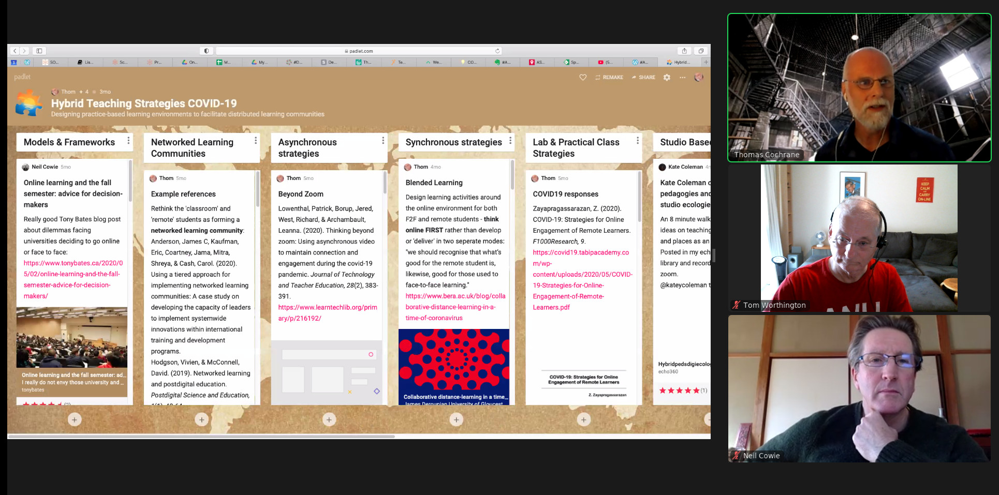 padlet.com
SO...
Lis...
Sc...
Pr...
On...
M...
My...
#D...
De...
Th...
Te...
We...
CO...
#A...
AS...
Sp...
(5...
#A...
Hybrid...
padlet
REMAKE
SHARE
Thom + 4
3mo
Hybrid Teaching Strategies COVID-19
Designing practice-based learning environments to facilitate distributed learning communities
Models & Frameworks
Neil Cowie 5mo
Online learning and the fall
semester: advice for decision-
makers
Really good Tony Bates blog post
about dilemmas facing
universities deciding to go online
or face to face:
https://www.tonybates.ca/2020/0
5/02/online-learning-and-the-fall-
semester-advice-for-decision-
makers/
Online learning and the fall semester: ad...
I really do not envy those university and ...
tonybates
(2)
Networked Learning
Communities
Thom 5mo
Example references
Rethink the 'classroom' and
'remote' students as forming a
networked learning community:
Anderson, James C, Kaufman,
Eric, Coartney, Jama, Mitra,
Shreya, & Cash, Carol. (2020).
Using a tiered approach for
implementing networked learning
communities: A case study on
developing the capacity of leaders
to implement systemwide
innovations within international
training and development
programs.
Hodgson, Vivien, & McConnell,
David. (2019). Networked learning
and postdigital education.
Postdigital Science and Education,
Asynchronous
strategies
Thom 5mo
Beyond Zoom
Lowenthal, Patrick, Borup, Jered,
West, Richard, & Archambault,
Leanna. (2020). Thinking beyond
zoom: Using asynchronous video
to maintain connection and
engagement during the covid-19
pandemic. Journal of Technology
and Teacher Education, 28(2), 383-
391.
https://www.learntechlib.org/prim
ary/p/216192/
Synchronous strategies
Thom 4mo
Blended Learning
Design learning activities around
the online environment for both
F2F and remote students - think
online FIRST rather than develop
or 'deliver' in two seperate modes:
"we should recognise that what's
good for the remote student is,
likewise, good for those used to
face-to-face learning."
https://www.bera.ac.uk/blog/colla
borative-distance-learning-in-a-
time-of-coronavirus
Collaborative distance-learning in a time...
James Derounian University of Gloucest
Lab & Practical Class
Strategies
Thom 5mo
COVID19 responses
Zayapragassarazan, Z. (2020).
COVID-19: Strategies for Online
Engagement of Remote Learners.
F1000Research, 9.
https://covid19.tabipacademy.co
m/wp-
content/uploads/2020/05/COVID-
19-Strategies-for-Online-
Engagement-of-Remote-
Learners.pdf
COVID-19: Strategies for Online
Engagement of Remote Learners
Z. Zayapragassarazan
Studio Base
Kate Coleman 4
Kate Coleman
pedagogies an
studio ecologie
An 8 minute walk
ideas on teaching
and places as an
Posted in my ech
library and record
zoom.
@kateycoleman
Hybridpedsdigiecolo
echo360
(1)
Thomas Cochrane
KEEP
CALM
AND
CARRY
ON-LINE
ANU
Tom Worthington
Neil Cowie